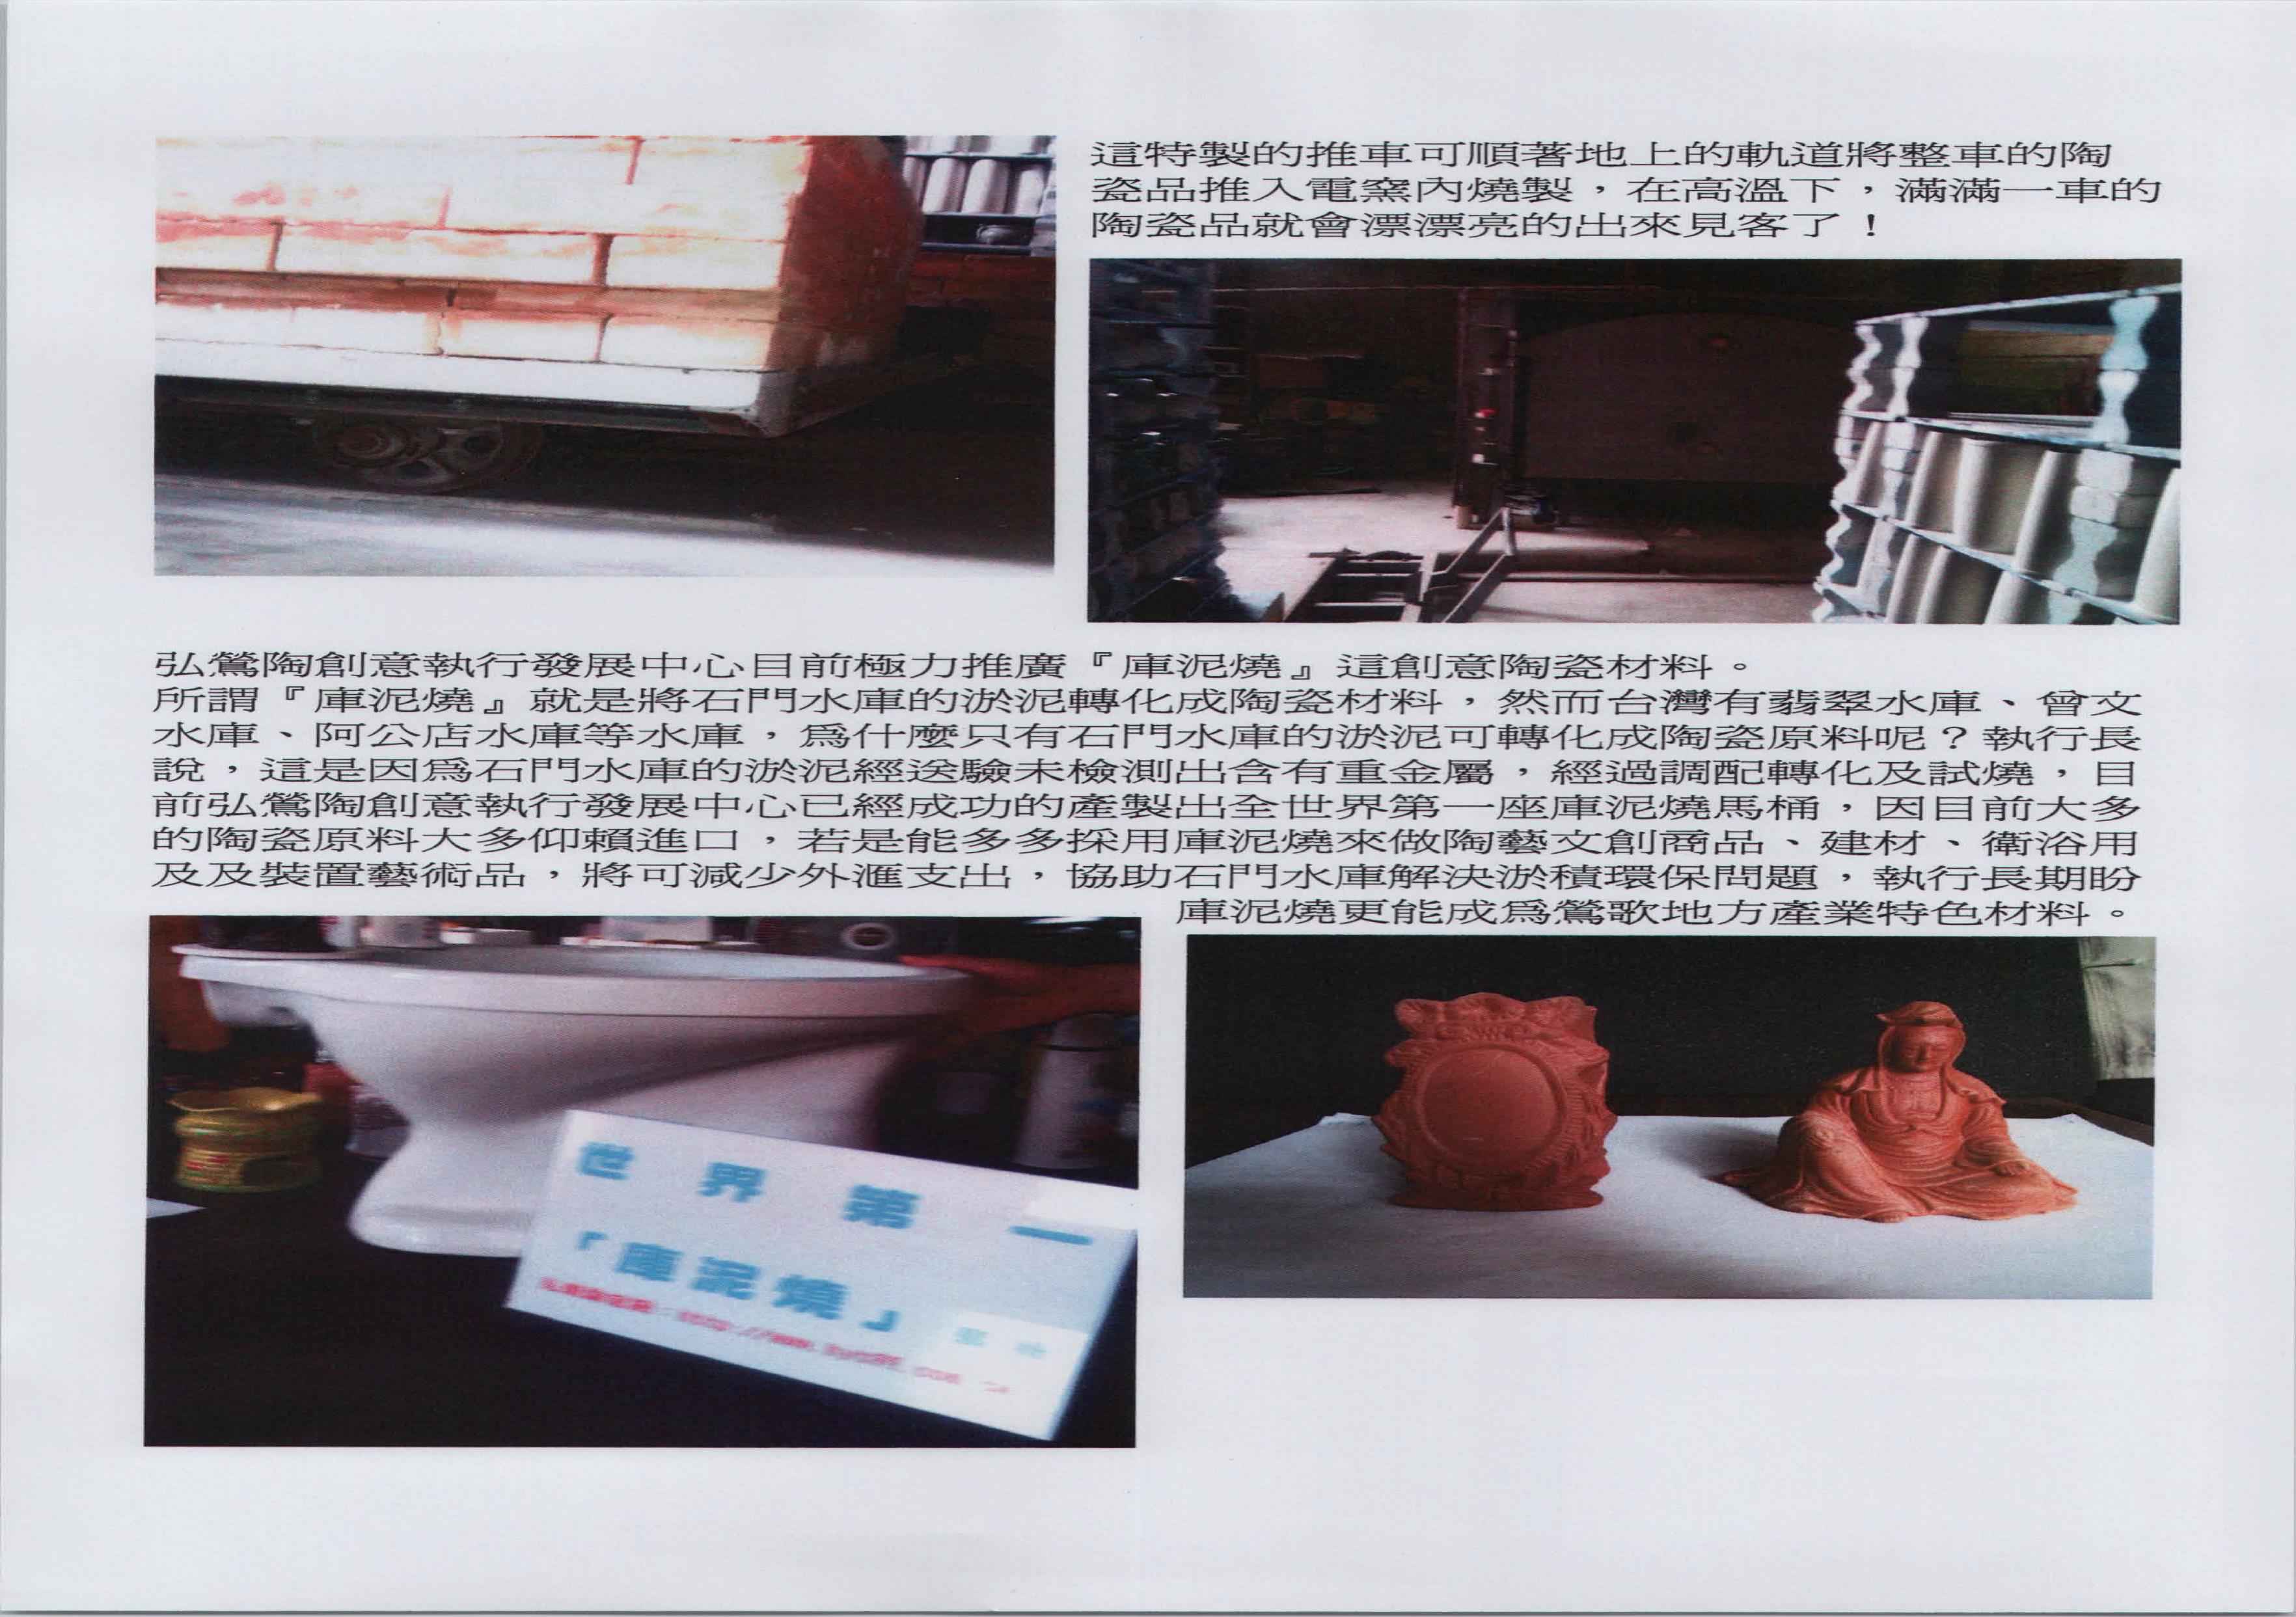 這特製的推車可順著地上的軌道將整車的陶
瓷品推入電窯內燒製，在高溫下，滿滿一車的
陶瓷品就會漂漂亮的出來見客了！
弘鶯陶創意執行發展中心目前極力推廣『庫泥燒』這創意陶瓷材料。
所謂『庫泥燒』就是將石門水庫的淤泥轉化成陶瓷材料，然而台灣有翡翠水庫、曾文
水庫、阿公店水庫等水庫，為什麼只有石門水庫的淤泥可轉化成陶瓷原料呢？執行長
說，這是因為石門水庫的淤泥經送驗未檢測出含有重金屬，經過調配轉化及試燒，目
前弘鶯陶創意執行發展中心已經成功的產製出全世界第一座庫泥燒馬桶，因目前大多
的陶瓷原料大多仰賴進口，若是能多多採用庫泥燒來做陶藝文創商品、建材、衛浴用
及及裝置藝術品，將可減少外滙支出，協助石門水庫解決淤積環保問題，執行長期盼
庫泥燒更能成為鶯歌地方產業特色材料。
世界第一
『庫泥燒』